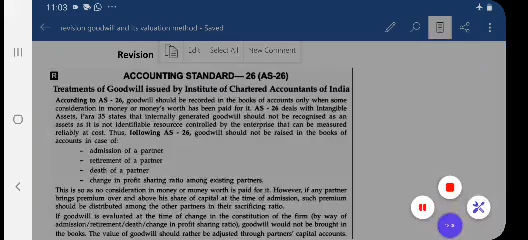 11:03
revision goodwill and its valuation method - Saved
Revision
Edit Select All New Comment
R ACCOUNTING STANDARD— 26 (AS-26)
Treatments of Goodwill issued by Institute of Chartered Accountants of India
According to AS - 26, goodwill should be recorded in the books of accounts only when some
consideration in money or money's worth has been paid for it. AS - 26 deals with Intangible
Assets, Para 35 states that internally generated goodwill should not be recognised as an
assets as it is not identifiable resource controlled by the enterprise that can be measured
reliably at cost. Thus, following AS - 26, goodwill should not be raised in the books of
accounts in case of:
- admission of a partner
- retirement of a partner
- death of a partner
- change in profit sharing ratio among existing partners.
This is so as no consideration in money or money worth is paid for it. However, if any partner
brings premium over and above his share of capital at the time of admission, such premium
should be distributed among the other partners in their sacrificing ratio.
If goodwill is evaluated at the time of change in the constitution of the firm (by way of
admission/retirement/death/change in profit sharing ratio), goodwill would not be brought in
the books. The value of goodwill should rather be adjusted through partners' capital accounts.